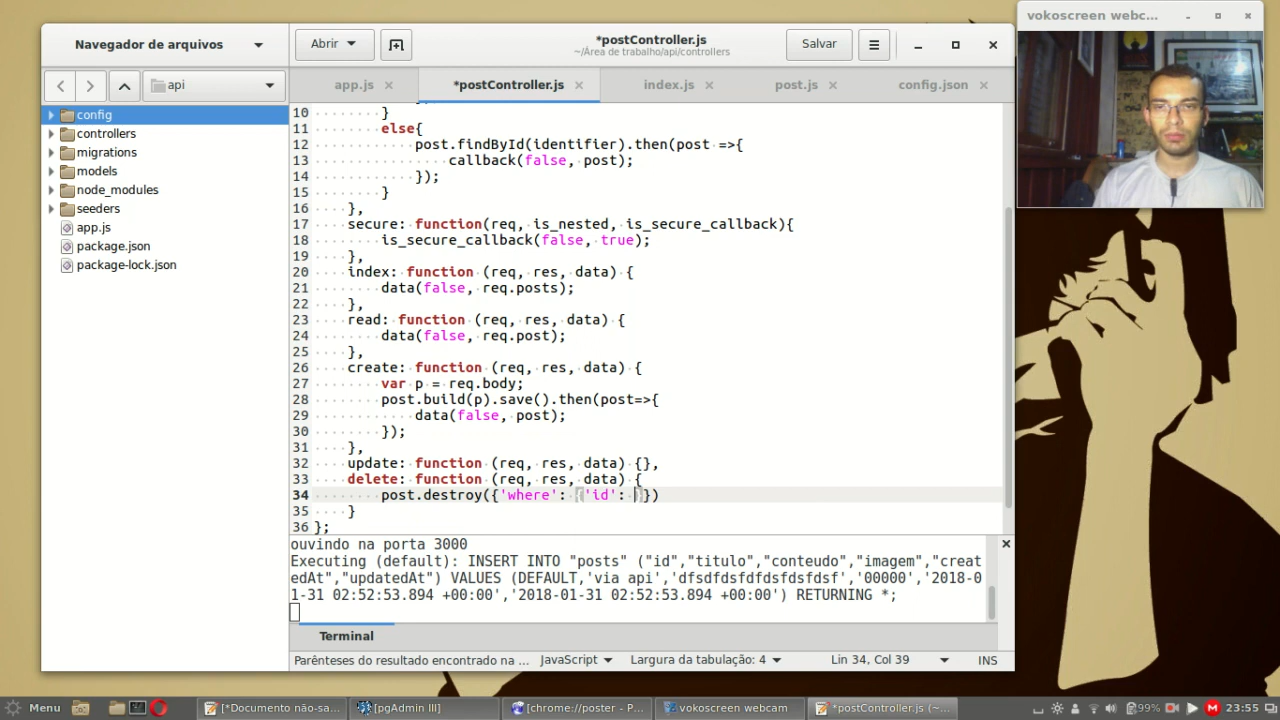 vokoscreen webc...
Navegador de arquivos
Abrir
*postController.js
~/Área de trabalho/api/controllers
Salvar
api
app.js
*postController.js
index.js
post.js
config.json
config
controllers
migrations
models
node_modules
seeders
app.js
package.json
package-lock.json
10 }
11 else{
12 post.findById(identifier).then(post =>{
13 callback(false, post);
14 });
15 }
16 },
17 secure: function(req, is_nested, is_secure_callback){
18 is_secure_callback(false, true);
19 },
20 index: function (req, res, data) {
21 data(false, req.posts);
22 },
23 read: function (req, res, data) {
24 data(false, req.post);
25 },
26 create: function (req, res, data) {
27 var p = req.body;
28 post.build(p).save().then(post=>{
29 data(false, post);
30 });
31 },
32 update: function (req, res, data) {},
33 delete: function (req, res, data) {
34 post.destroy({'where': {'id': }})
35 }
36 };
ouvindo na porta 3000
Executing (default): INSERT INTO "posts" ("id","titulo","conteudo","imagem","creat
edAt","updatedAt") VALUES (DEFAULT,'via api','dfsdfdsfdfdsfdsfdsf','00000','2018-0
1-31 02:52:53.894 +00:00','2018-01-31 02:52:53.894 +00:00') RETURNING *;
Terminal
Parênteses do resultado encontrado na ...
JavaScript
Largura da tabulação: 4
Lin 34, Col 39
INS
Menu
[*Documento não-sa...
[pgAdmin III]
[chrome://poster - P...
vokoscreen webcam
*postController.js (~...
99%
23:55